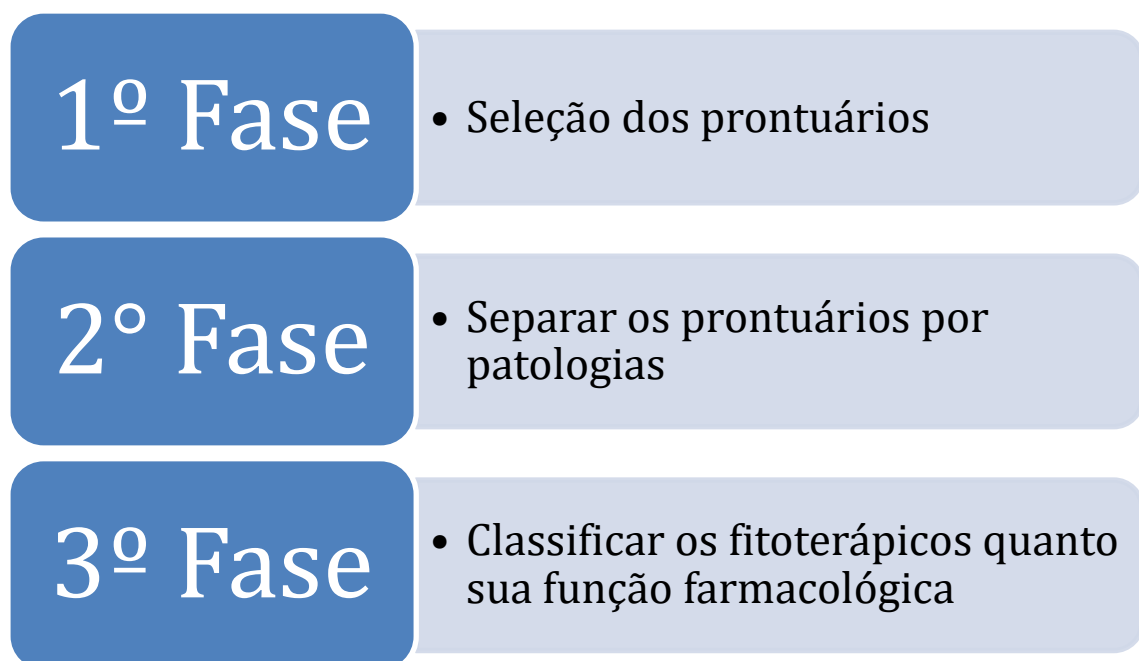 1º Fase
• Seleção dos prontuários
2° Fase
• Separar os prontuários por
patologias
3º Fase
• Classificar os fitoterápicos quanto
sua função farmacológica